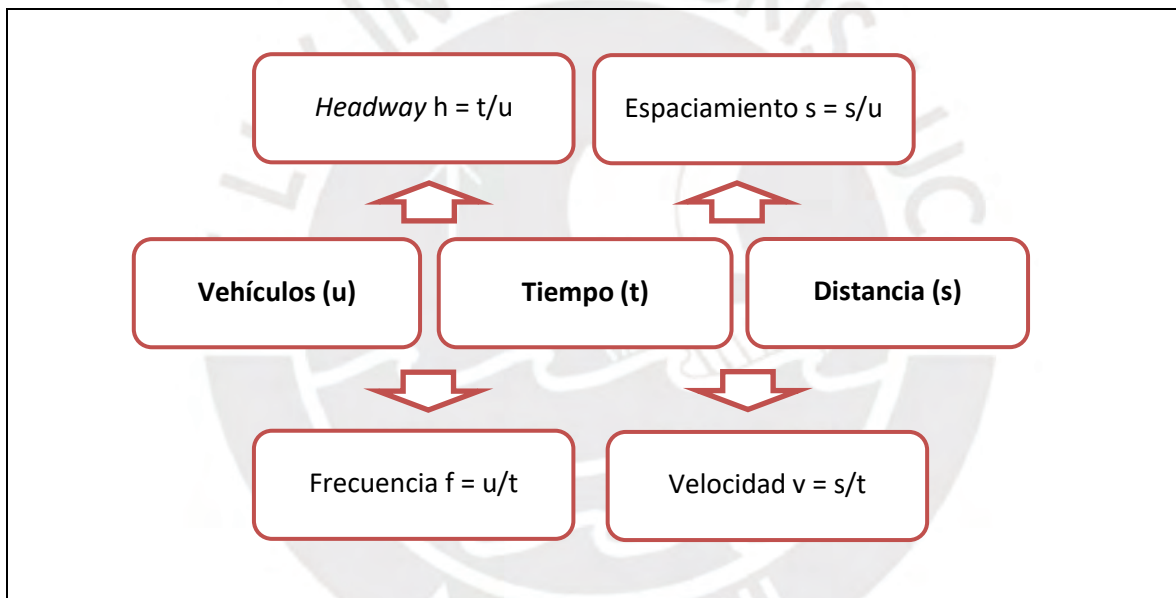 Headway h = t/u
Espaciamiento s = s/u
Vehículos (u)
Tiempo (t)
Distancia (s)
Frecuencia f = u/t
Velocidad v = s/t